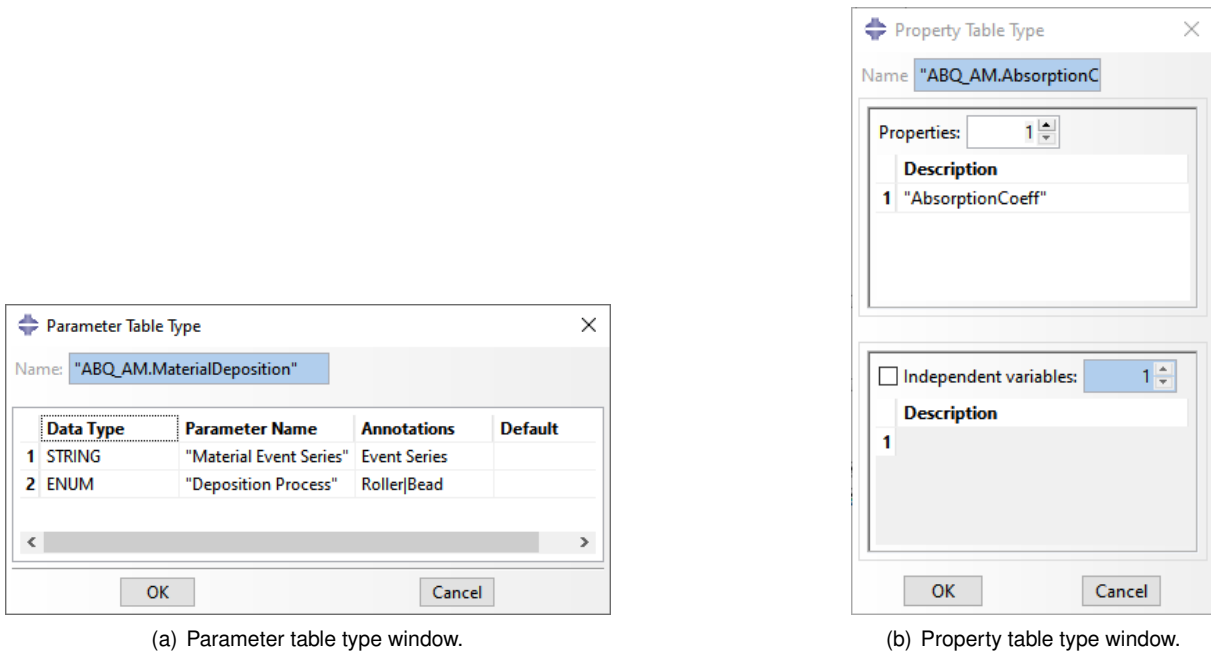 Parameter Table Type
Name: "ABQ_AM.MaterialDeposition"
Data Type Parameter Name Annotations Default
1 STRING "Material Event Series" Event Series
2 ENUM "Deposition Process" Roller|Bead
OK Cancel
(a) Parameter table type window.
Property Table Type
Name "ABQ_AM.AbsorptionC
Properties: 1
Description
1 "AbsorptionCoeff"
Independent variables: 1
Description
1
OK Cancel
(b) Property table type window.